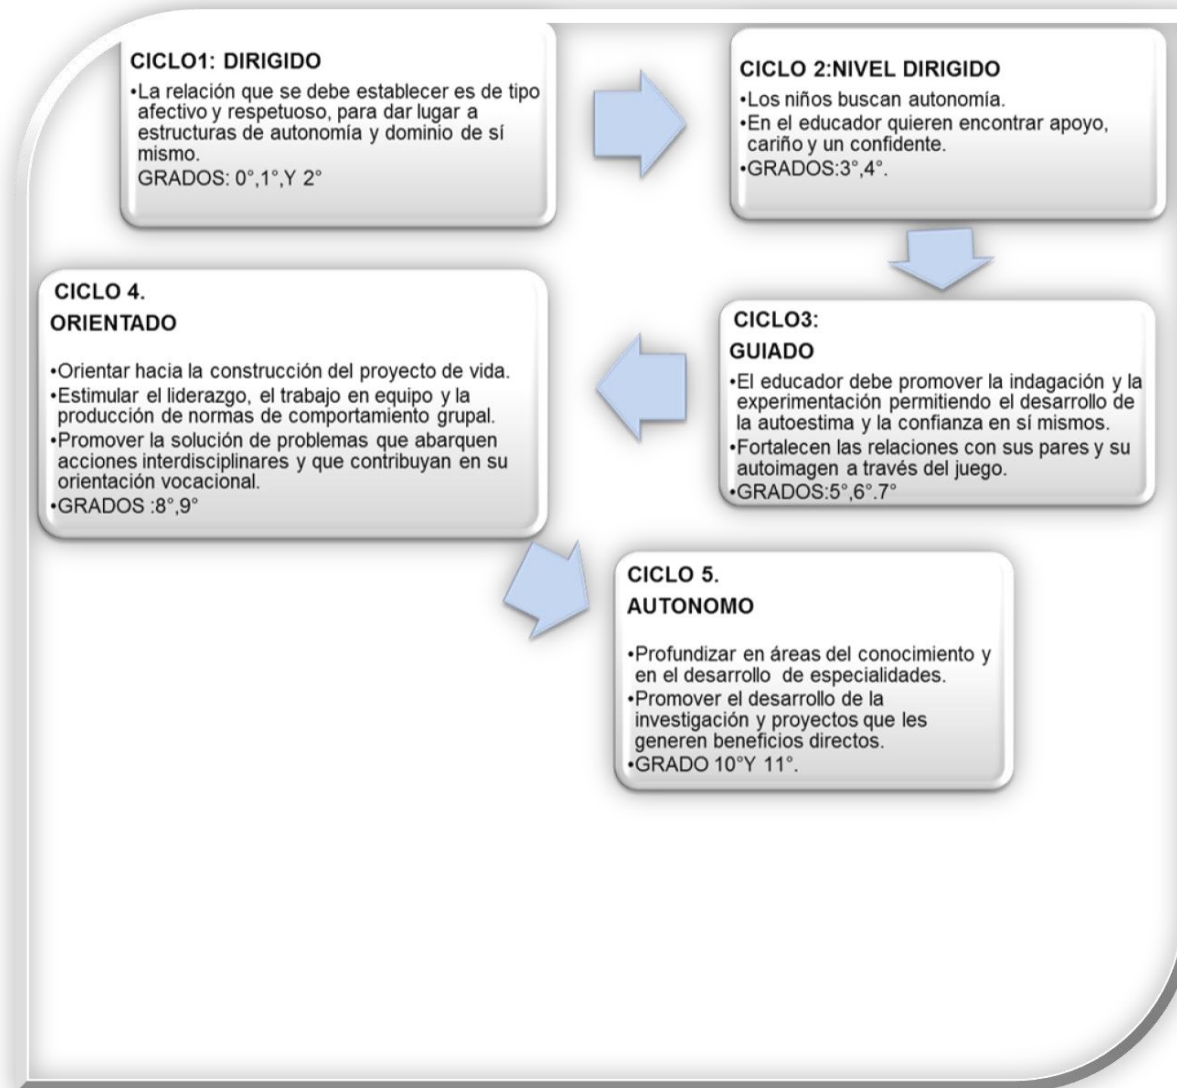 CICLO1: DIRIGIDO
•La relación que se debe establecer es de tipo
afectivo y respetuoso, para dar lugar a
estructuras de autonomía y dominio de sí
mismo.
GRADOS: 0°,1°,Y 2°
CICLO 2:NIVEL DIRIGIDO
•Los niños buscan autonomía.
•En el educador quieren encontrar apoyo,
cariño y un confidente.
•GRADOS:3°,4°.
CICLO3:
GUIADO
•El educador debe promover la indagación y la
experimentación permitiendo el desarrollo de
la autoestima y la confianza en sí mismos.
•Fortalecen las relaciones con sus pares y su
autoimagen a través del juego.
•GRADOS:5°,6°.7°
CICLO 4.
ORIENTADO
•Orientar hacia la construcción del proyecto de vida.
•Estimular el liderazgo, el trabajo en equipo y la
producción de normas de comportamiento grupal.
•Promover la solución de problemas que abarquen
acciones interdisciplinares y que contribuyan en su
orientación vocacional.
•GRADOS :8°,9°
CICLO 5.
AUTONOMO
•Profundizar en áreas del conocimiento y
en el desarrollo de especialidades.
•Promover el desarrollo de la
investigación y proyectos que les
generen beneficios directos.
•GRADO 10°Y 11°.